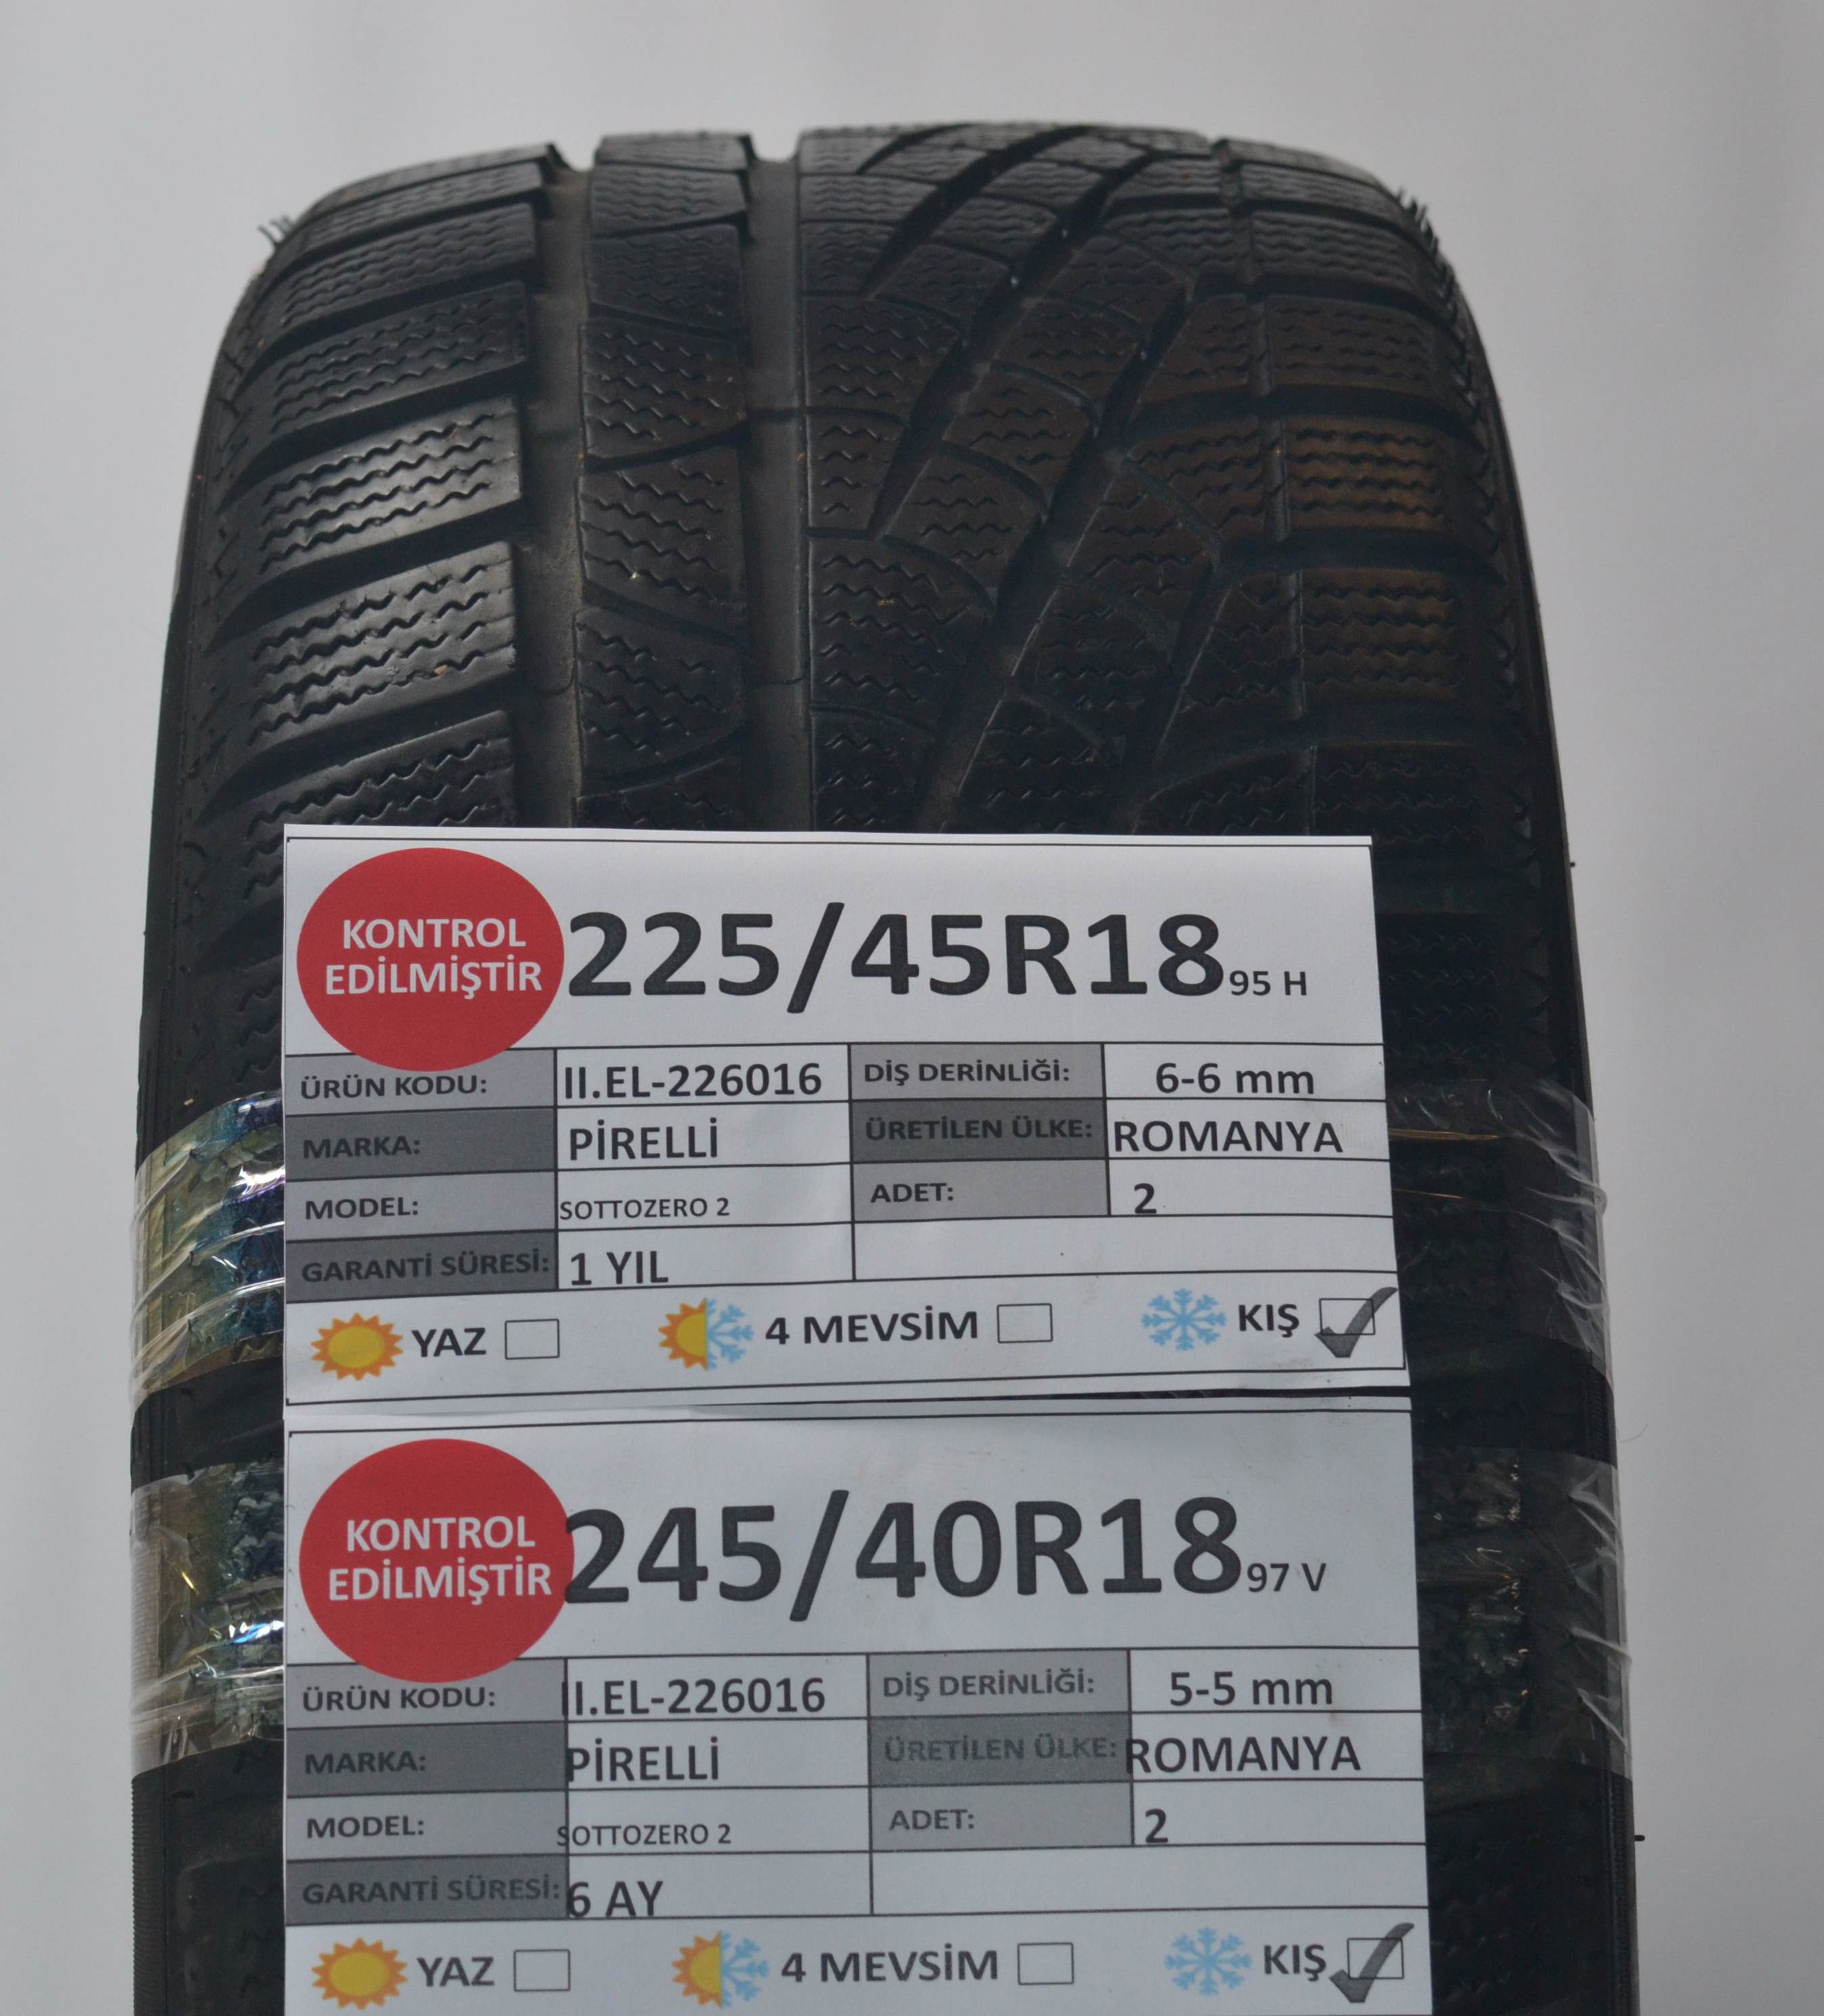 KONTROL
EDİLMİŞTİR
225/45R18 95 H
ÜRÜN KODU: II.EL-226016 DİŞ DERİNLİĞİ: 6-6 mm
MARKA: PİRELLİ ÜRETİLEN ÜLKE: ROMANYA
MODEL: SOTTOZERO 2 ADET: 2
GARANTİ SÜRESİ: 1 YIL
YAZ 4 MEVSİM KIŞ
KONTROL
EDİLMİŞTİR
245/40R18 97 V
ÜRÜN KODU: II.EL-226016 DİŞ DERİNLİĞİ: 5-5 mm
MARKA: PİRELLİ ÜRETİLEN ÜLKE: ROMANYA
MODEL: SOTTOZERO 2 ADET: 2
GARANTİ SÜRESİ: 6 AY
YAZ 4 MEVSİM KIŞ